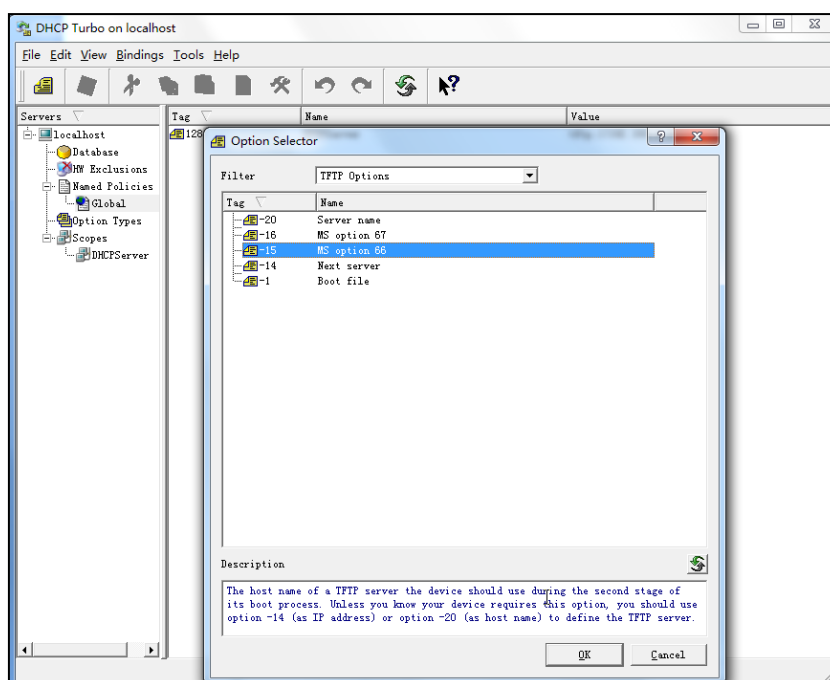 DHCP Turbo on localhost
File Edit View Bindings Tools Help
Servers
Tag Name Value
localhost
128
Database
HW Exclusions
Named Policies
Global
Option Types
Scopes
DHCPServer
Option Selector
Filter TFTP Options
Tag Name
-20 Server name
-16 MS option 67
-15 MS option 66
-14 Next server
-1 Boot file
Description
The host name of a TFTP server the device should use during the second stage of
its boot process. Unless you know your device requires this option, you should use
option -14 (as IP address) or option -20 (as host name) to define the TFTP server.
OK Cancel